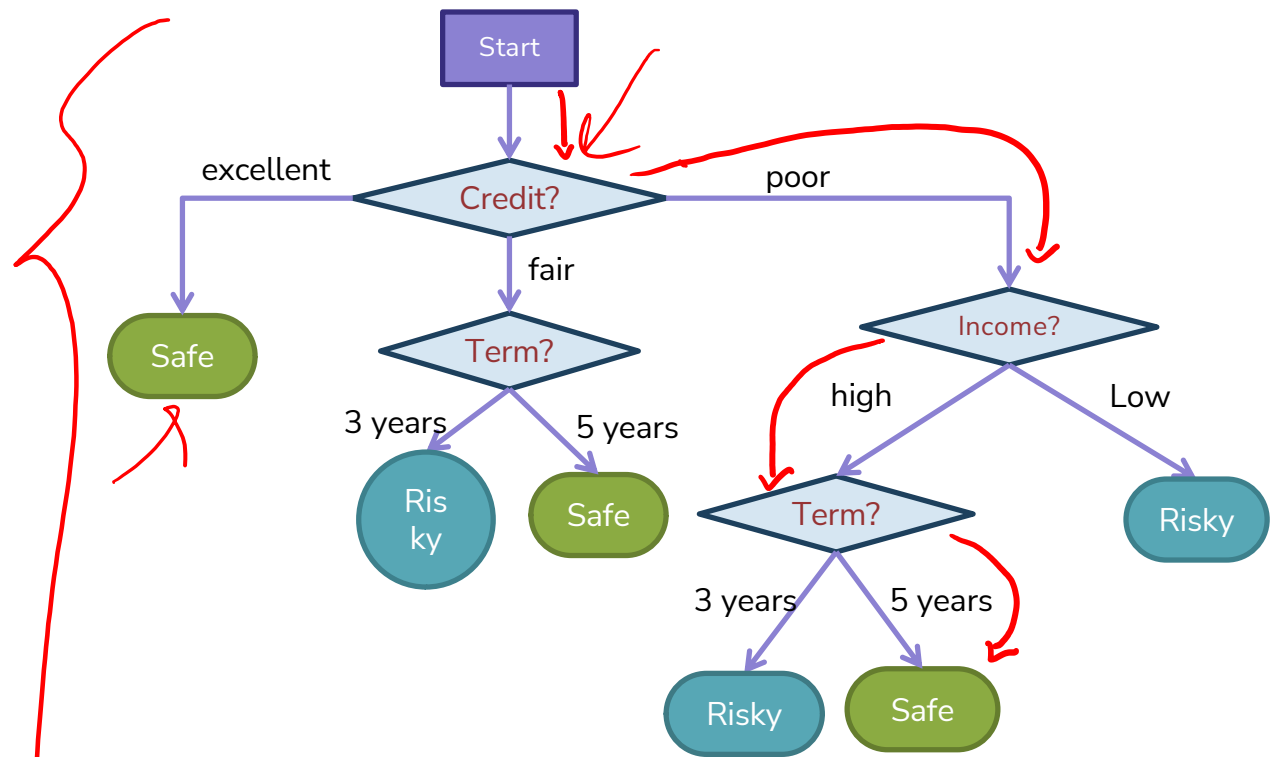 Start
excellent
Credit?
poor
fair
Income?
Safe
Term?
high
Low
3 years
5 years
Ris
ky
Safe
Term?
Risky
3 years
5 years
Risky
Safe